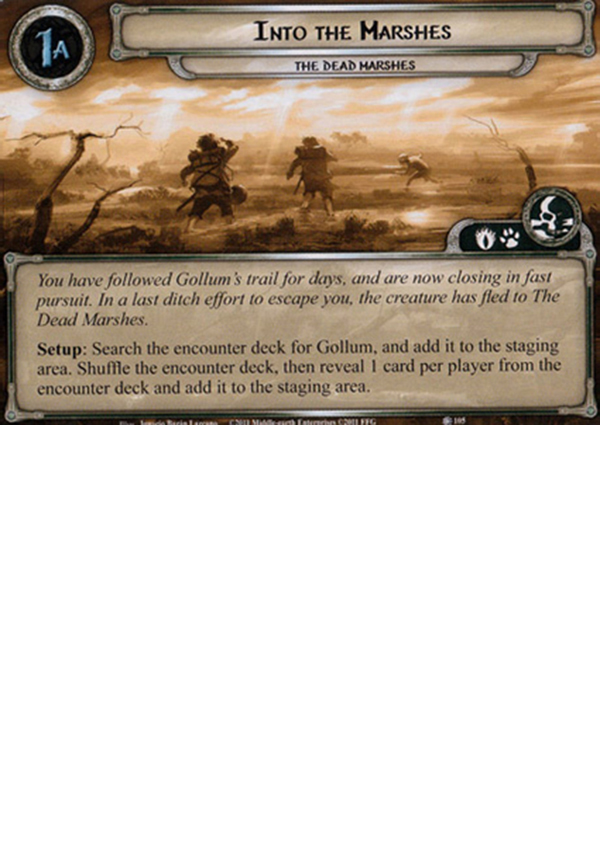 1A
INTO THE MARSHES
THE DEAD MARSHES
You have followed Gollum's trail for days, and are now closing in fast
pursuit. In a last ditch effort to escape you, the creature has fled to The
Dead Marshes.
Setup: Search the encounter deck for Gollum, and add it to the staging
area. Shuffle the encounter deck, then reveal 1 card per player from the
encounter deck and add it to the staging area.
©2011 Middle-earth Enterprises ©2011 FFG
105